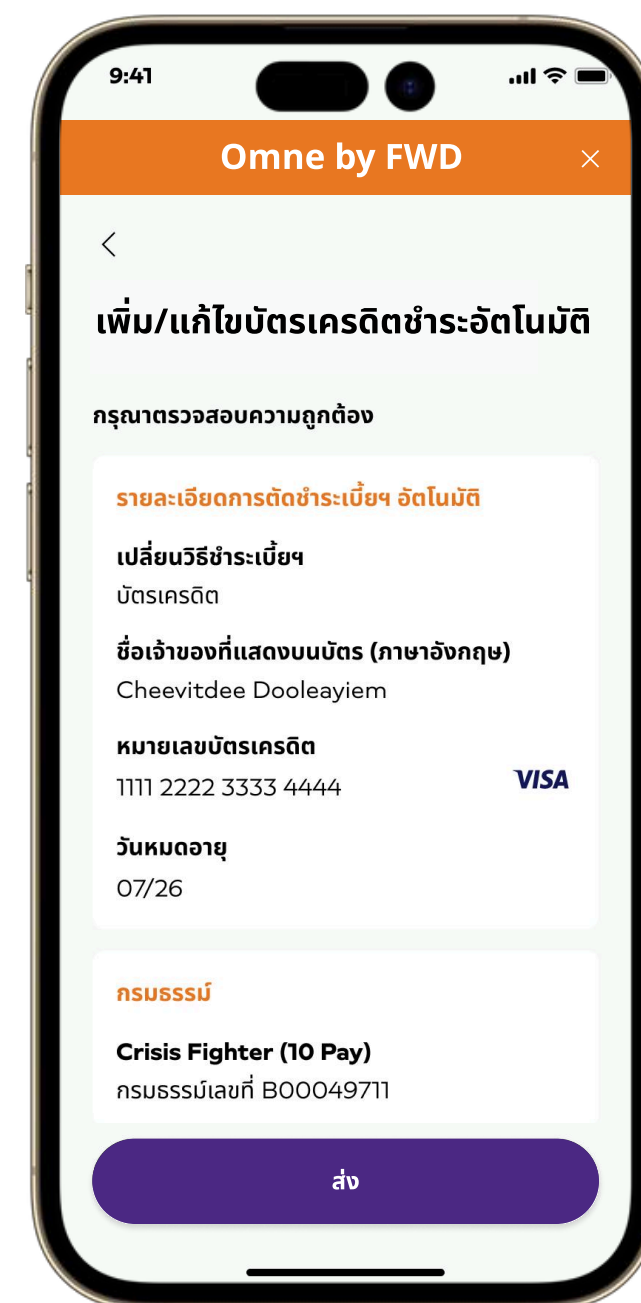 9:41
Omne by FWD
เพิ่ม/แก้ไขบัตรเครดิตชำระอัตโนมัติ
กรุณาตรวจสอบความถูกต้อง
รายละเอียดการตัดชำระเบี้ยฯ อัตโนมัติ
เปลี่ยนวิธีชำระเบี้ยฯ
บัตรเครดิต
ชื่อเจ้าของที่แสดงบนบัตร (ภาษาอังกฤษ)
Cheevitdee Dooleayiem
หมายเลขบัตรเครดิต
1111 2222 3333 4444 VISA
วันหมดอายุ
07/26
กรมธรรม์
Crisis Fighter (10 Pay)
กรมธรรม์เลขที่ B00049711
ส่ง